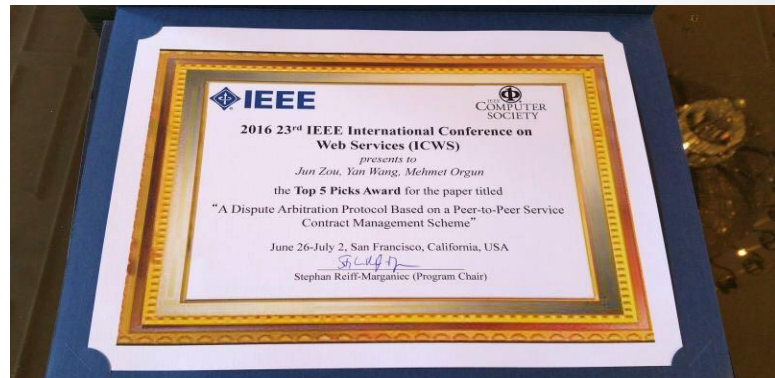 IEEE
IEEE
COMPUTER
SOCIETY
2016 23rd IEEE International Conference on
Web Services (ICWS)
presents to
Jun Zou, Yan Wang, Mehmet Orgun
the Top 5 Picks Award for the paper titled
“A Dispute Arbitration Protocol Based on a Peer-to-Peer Service
Contract Management Scheme”
June 26-July 2, San Francisco, California, USA
Stephan Reiff-Marganiec (Program Chair)